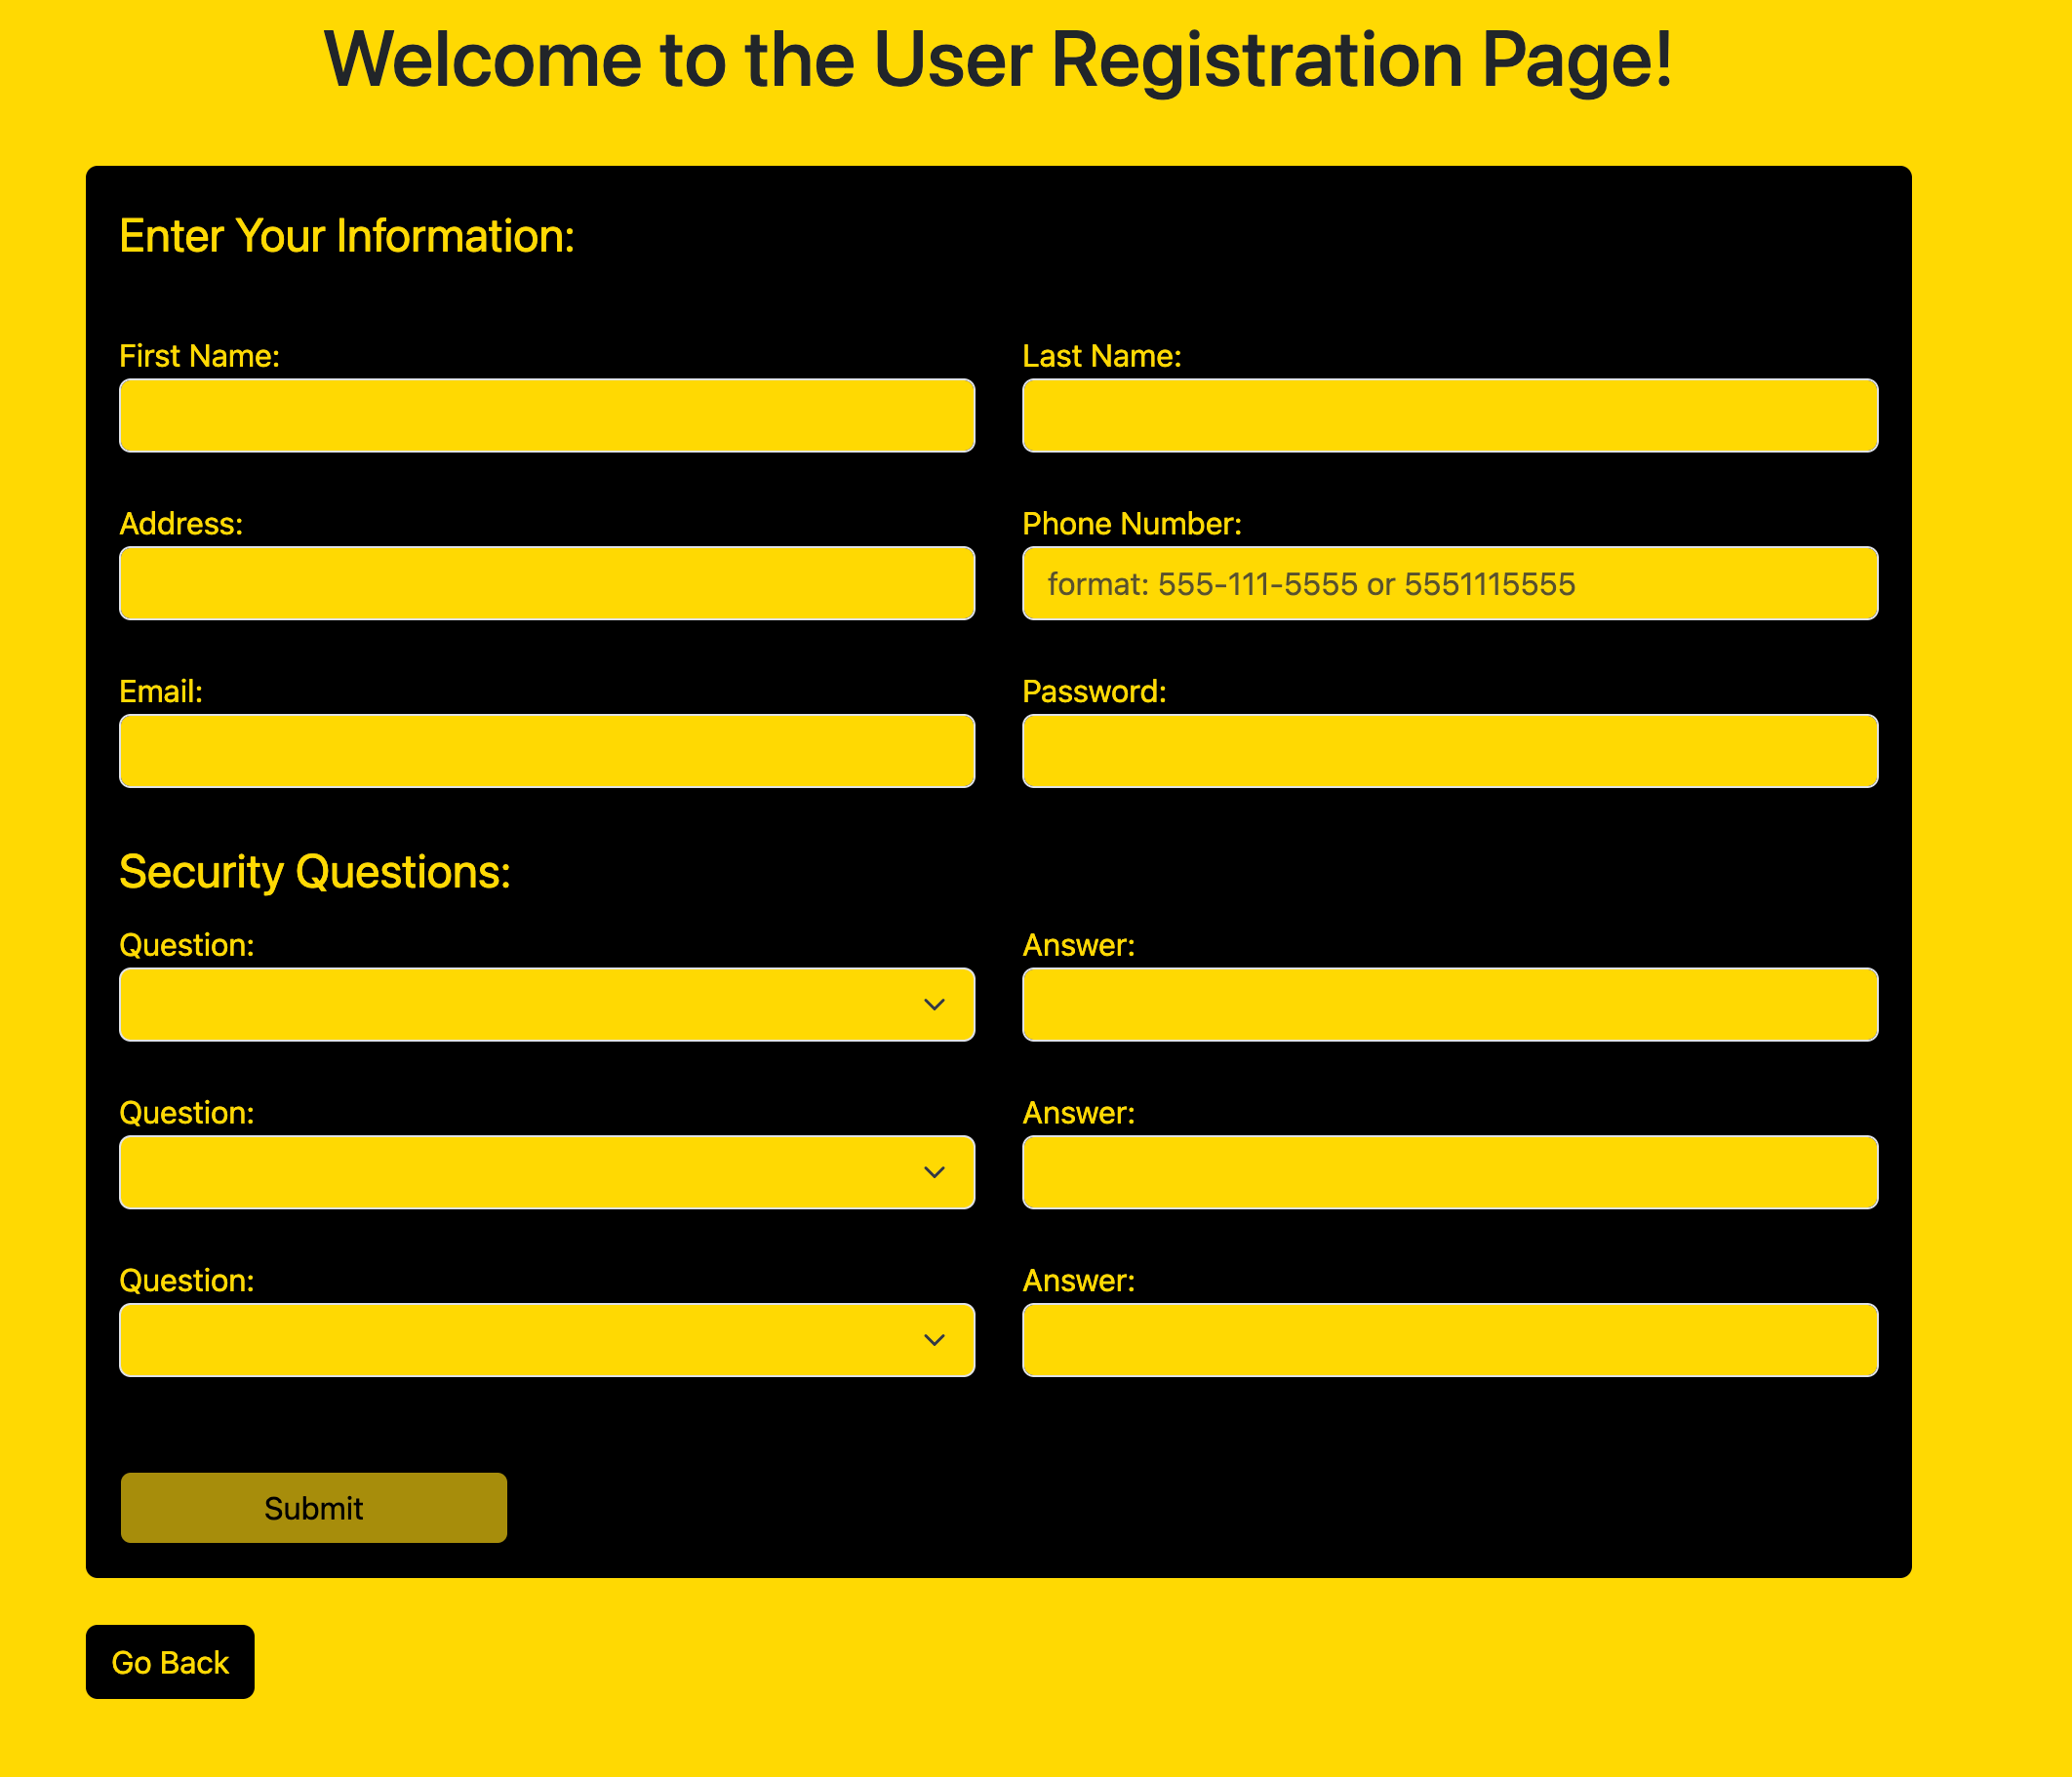 Welcome to the User Registration Page!
Enter Your Information:
First Name:
Last Name:
Address:
Phone Number:
format: 555-111-5555 or 5551115555
Email:
Password:
Security Questions:
Question:
Answer:
Question:
Answer:
Question:
Answer:
Submit
Go Back